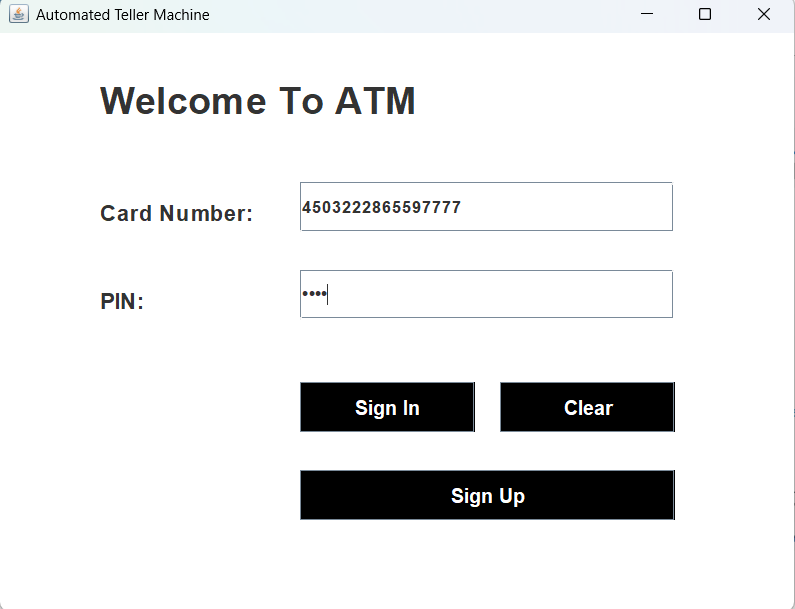 Automated Teller Machine
Welcome To ATM
Card Number: 4503222865597777
PIN: ••••
Sign In Clear
Sign Up